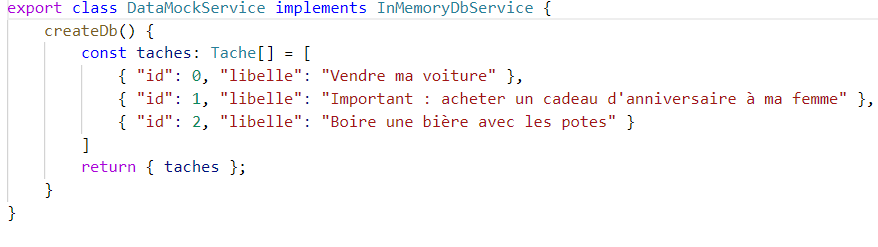 export class DataMockService implements InMemoryDbService {
createDb() {
const taches: Tache[] = [
{ "id": 0, "libelle": "Vendre ma voiture" },
{ "id": 1, "libelle": "Important : acheter un cadeau d'anniversaire à ma femme" },
{ "id": 2, "libelle": "Boire une bière avec les potes" }
]
return { taches };
}
}